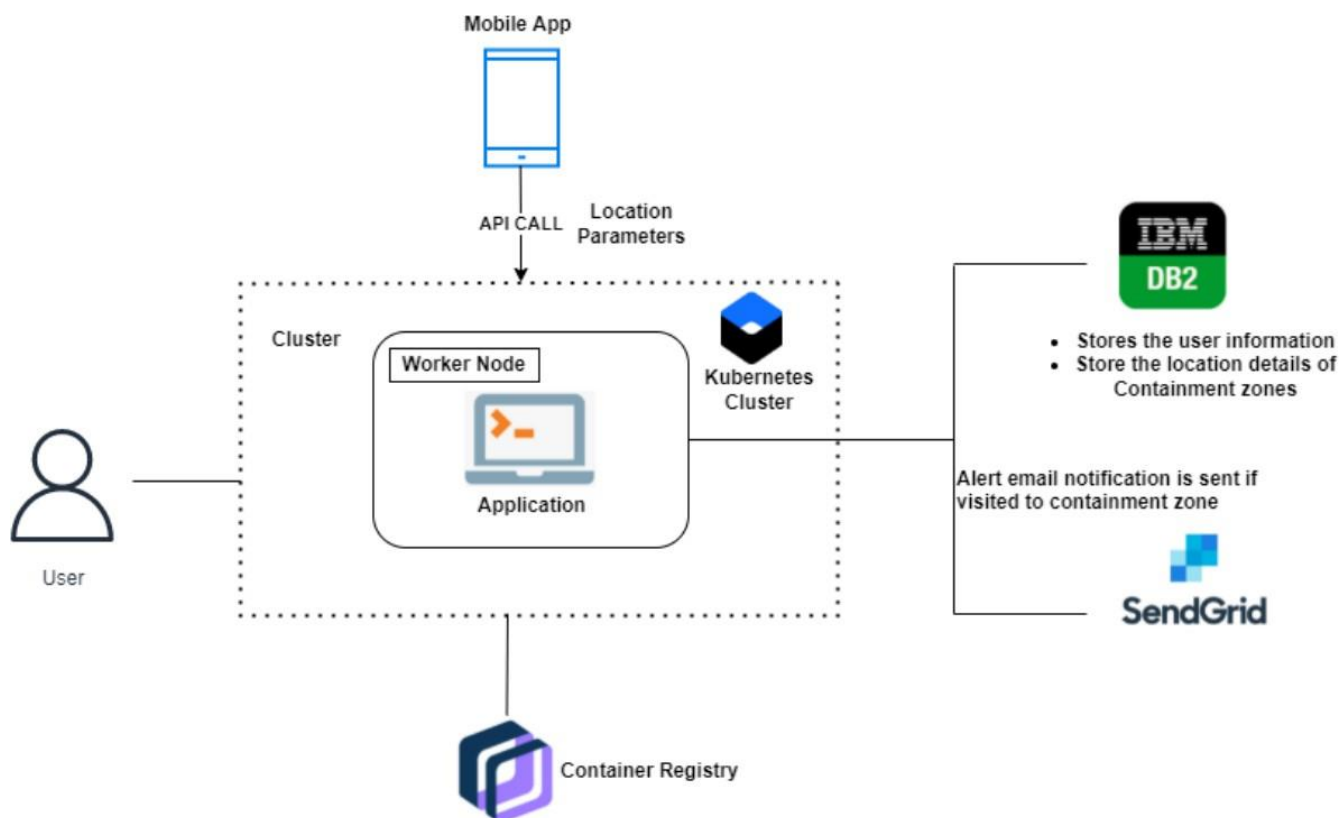 Mobile App
API CALL
Location
Parameters
IBM
DB2
Cluster
Worker Node
Kubernetes
Cluster
• Stores the user information
• Store the location details of
Containment zones
Application
Alert email notification is sent if
visited to containment zone
User
SendGrid
Container Registry